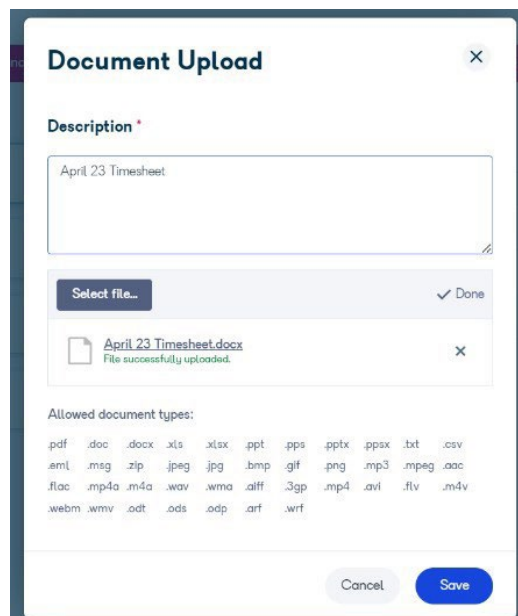 Document Upload
Description *
April 23 Timesheet
Select file...
Done
April 23 Timesheet.docx
File successfully uploaded.
Allowed document types:
.pdf .doc .docx .xls .xlsx .ppt .pps .pptx .ppsx .txt .csv
.eml .msg .zip .jpeg .jpg .bmp .gif .png .mp3 .mpeg .aac
.flac .mp4a .m4a .wav .wma .aiff .3gp .mp4 .avi .flv .m4v
.webm .wmv .odt .ods .odp .arf .wrf
Cancel Save